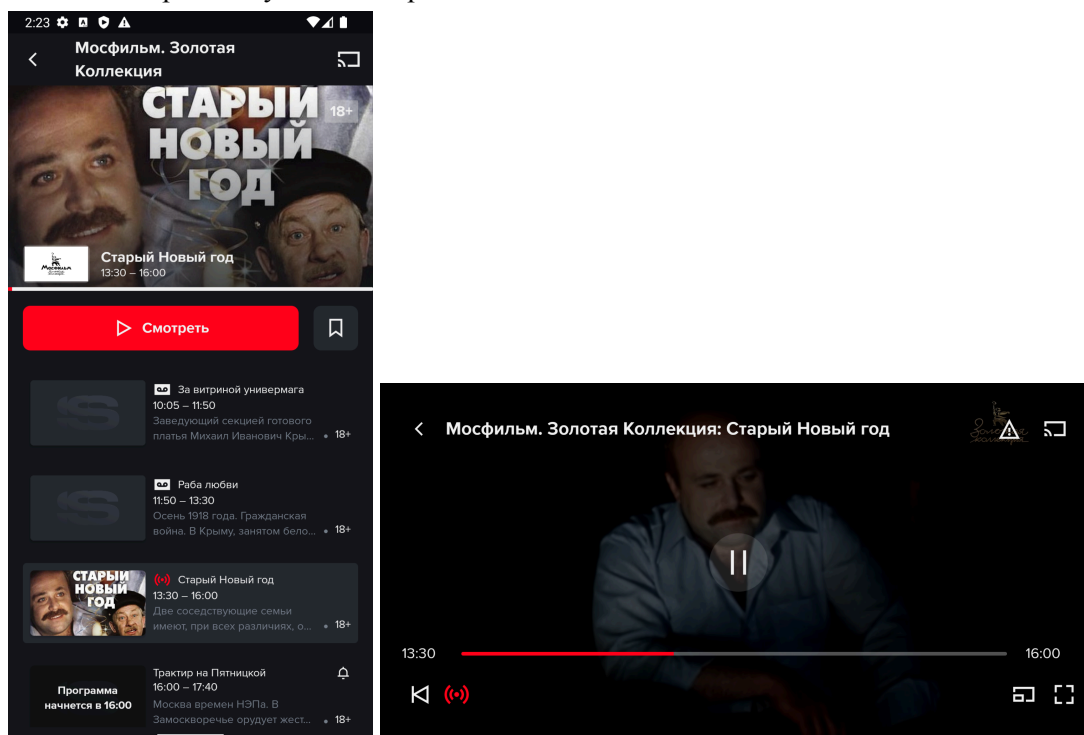 2:23
Мосфильм. Золотая
Коллекция
СТАРЫЙ
НОВЫЙ
ГОД
18+
Мосфильм
Старый Новый год
13:30 – 16:00
Смотреть
За витриной универмага
10:05 – 11:50
Заведующий секцией готового
платья Михаил Иванович Кры... • 18+
Раба любви
11:50 – 13:30
Осень 1918 года. Гражданская
война. В Крыму, занятом бело... • 18+
СТАРЫЙ
НОВЫЙ
ГОД
Старый Новый год
13:30 – 16:00
Две соседствующие семьи
имеют, при всех различиях, о... • 18+
Программа
начнется в 16:00
Трактир на Пятницкой
16:00 – 17:40
Москва времен НЭПа. В
Замоскворечье орудует жест... • 18+
Мосфильм. Золотая Коллекция: Старый Новый год
13:30
16:00